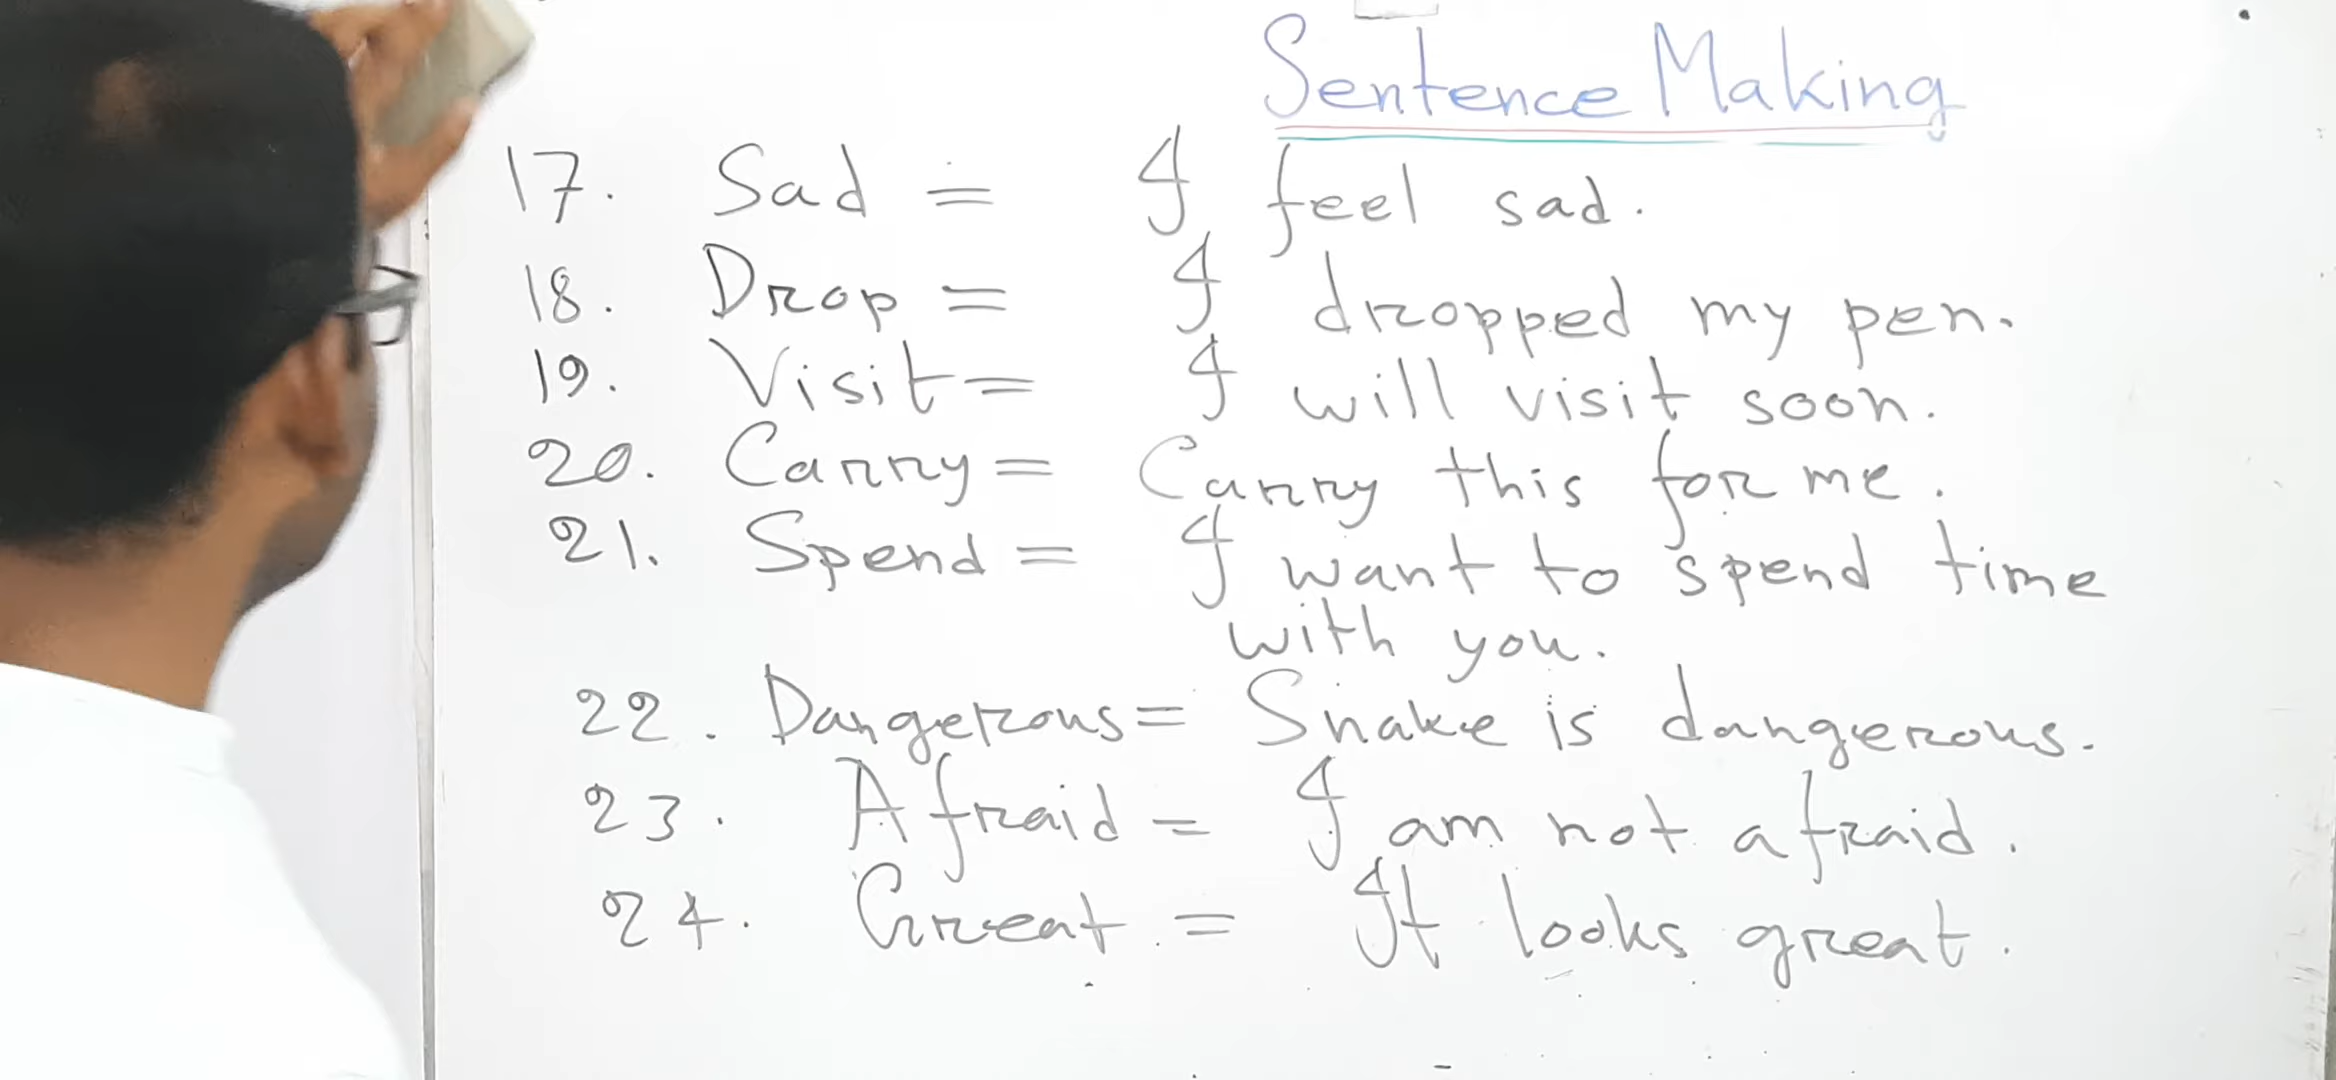 Sentence Making
17. Sad = I feel sad.
18. Drop = I dropped my pen.
19. Visit = I will visit soon.
20. Carry = Carry this for me.
21. Spend = I want to spend time
with you.
22. Dangerous = Snake is dangerous.
23. Afraid = I am not afraid.
24. Great = It looks great.